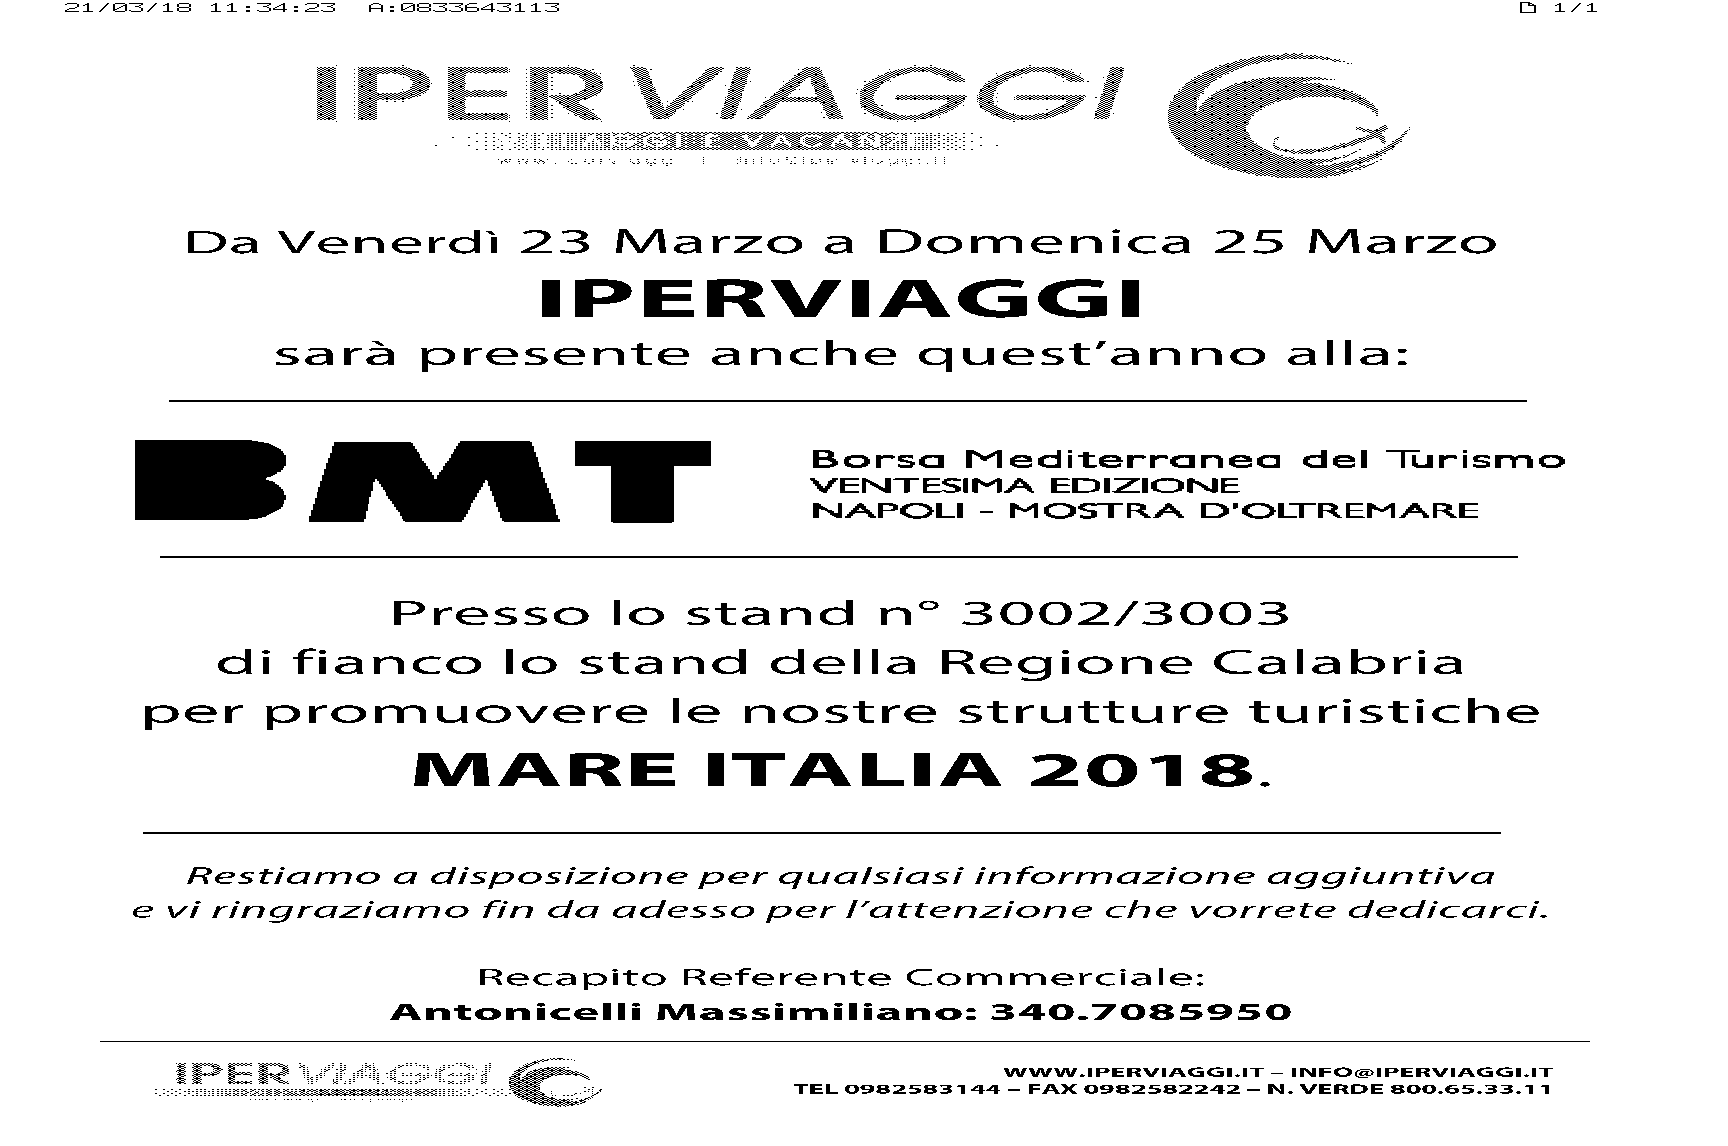 21/03/18 11:34:23 A:0833643113 1/1
IPERVIAGGI
E VACANZE
Da Venerdì 23 Marzo a Domenica 25 Marzo
IPERVIAGGI
sarà presente anche quest’anno alla:
BMT
Borsa Mediterranea del Turismo
VENTESIMA EDIZIONE
NAPOLI - MOSTRA D'OLTREMARE
Presso lo stand n° 3002/3003
di fianco lo stand della Regione Calabria
per promuovere le nostre strutture turistiche
MARE ITALIA 2018.
Restiamo a disposizione per qualsiasi informazione aggiuntiva
e vi ringraziamo fin da adesso per l’attenzione che vorrete dedicarci.
Recapito Referente Commerciale:
Antonicelli Massimiliano: 340.7085950
IPERVIAGGI
WWW.IPERVIAGGI.IT – INFO@IPERVIAGGI.IT
TEL 0982583144 – FAX 0982582242 – N. VERDE 800.65.33.11